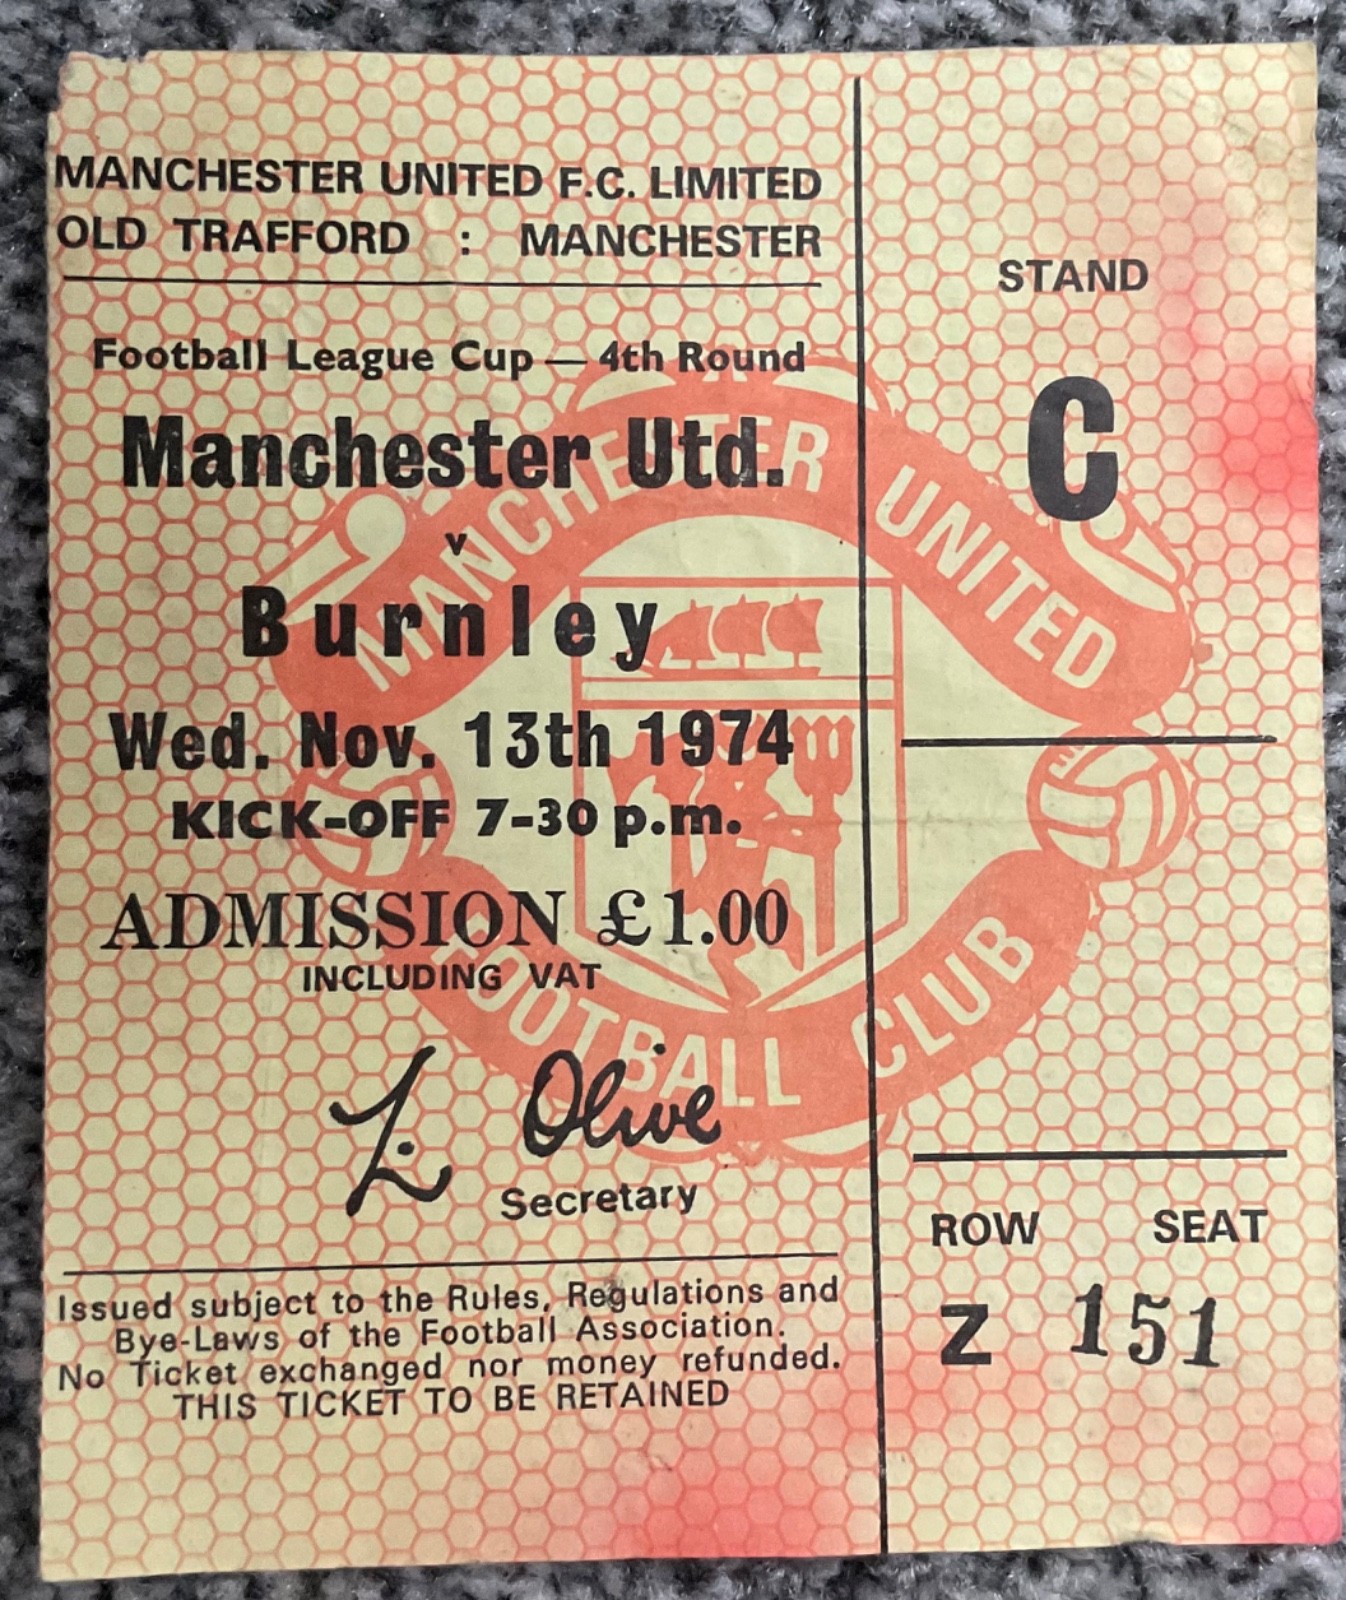 MANCHESTER UNITED F.C. LIMITED
OLD TRAFFORD : MANCHESTER
Football League Cup — 4th Round
Manchester Utd.
v
Burnley
Wed. Nov. 13th 1974
KICK-OFF 7-30 p.m.
ADMISSION £1.00
INCLUDING VAT
L. Olive
Secretary
Issued subject to the Rules, Regulations and
Bye-Laws of the Football Association.
No Ticket exchanged nor money refunded.
THIS TICKET TO BE RETAINED
MANCHESTER UNITED
FOOTBALL CLUB
STAND
C
ROW SEAT
Z 151